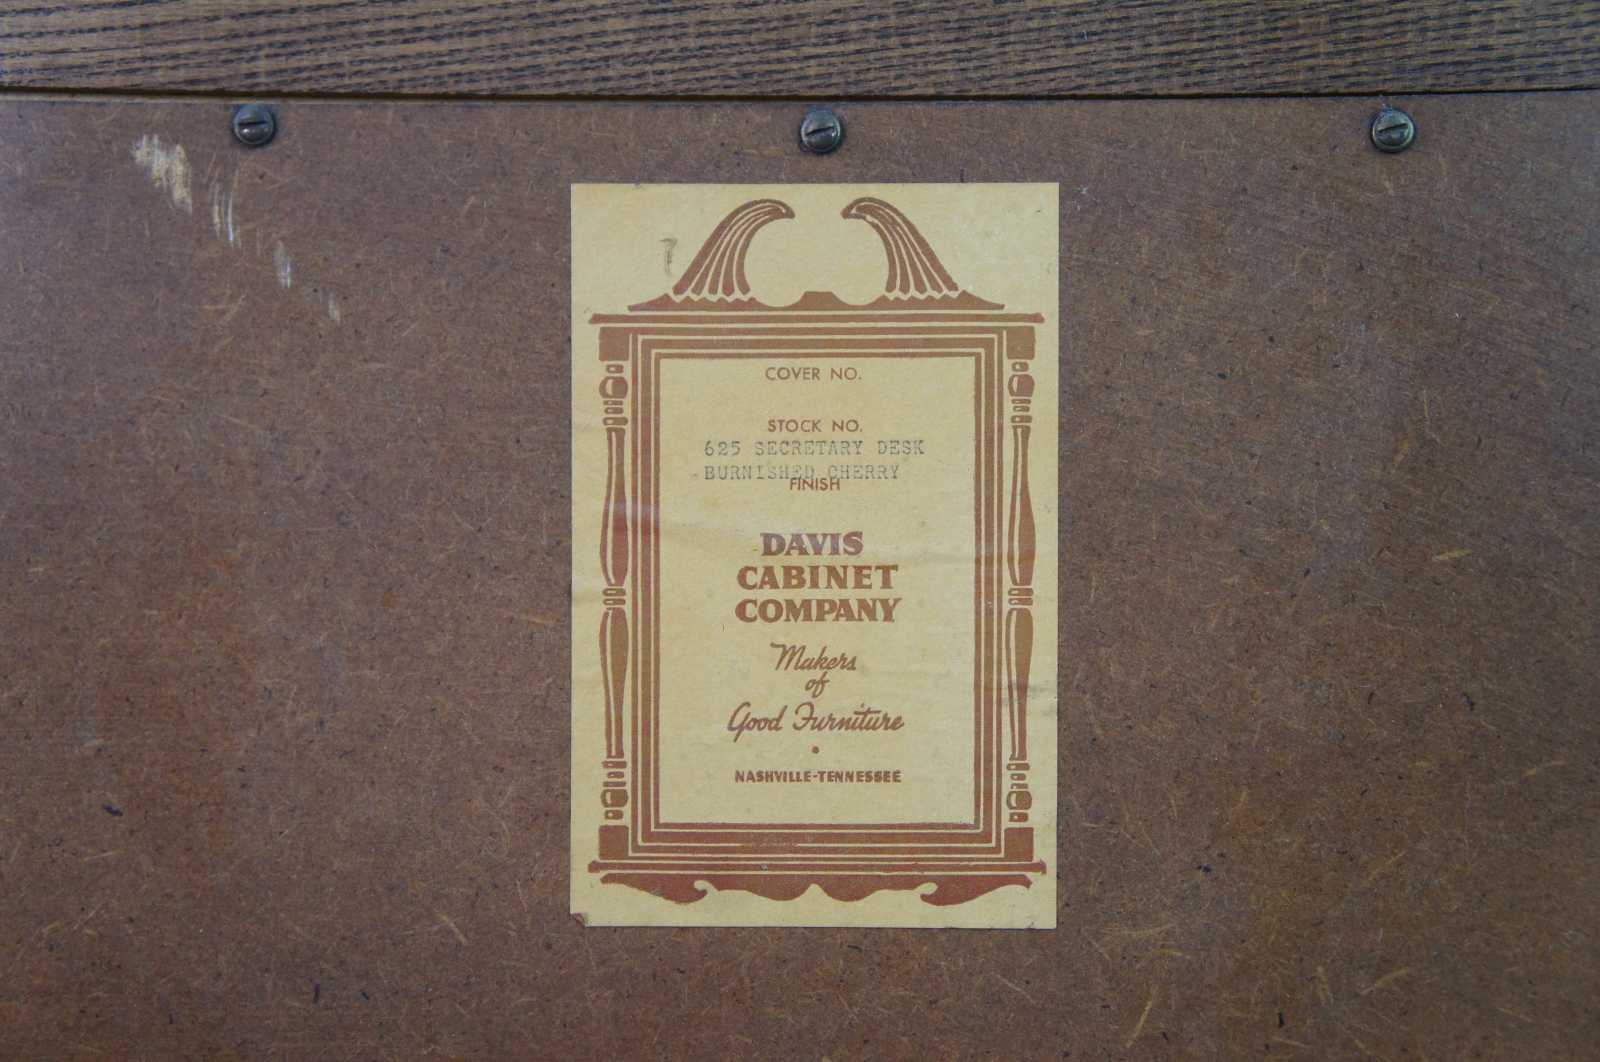 COVER NO.
STOCK NO.
625 SECRETARY DESK
BURNISHED CHERRY
FINISH
DAVIS
CABINET
COMPANY
Makers
of
Good Furniture
NASHVILLE-TENNESSEE